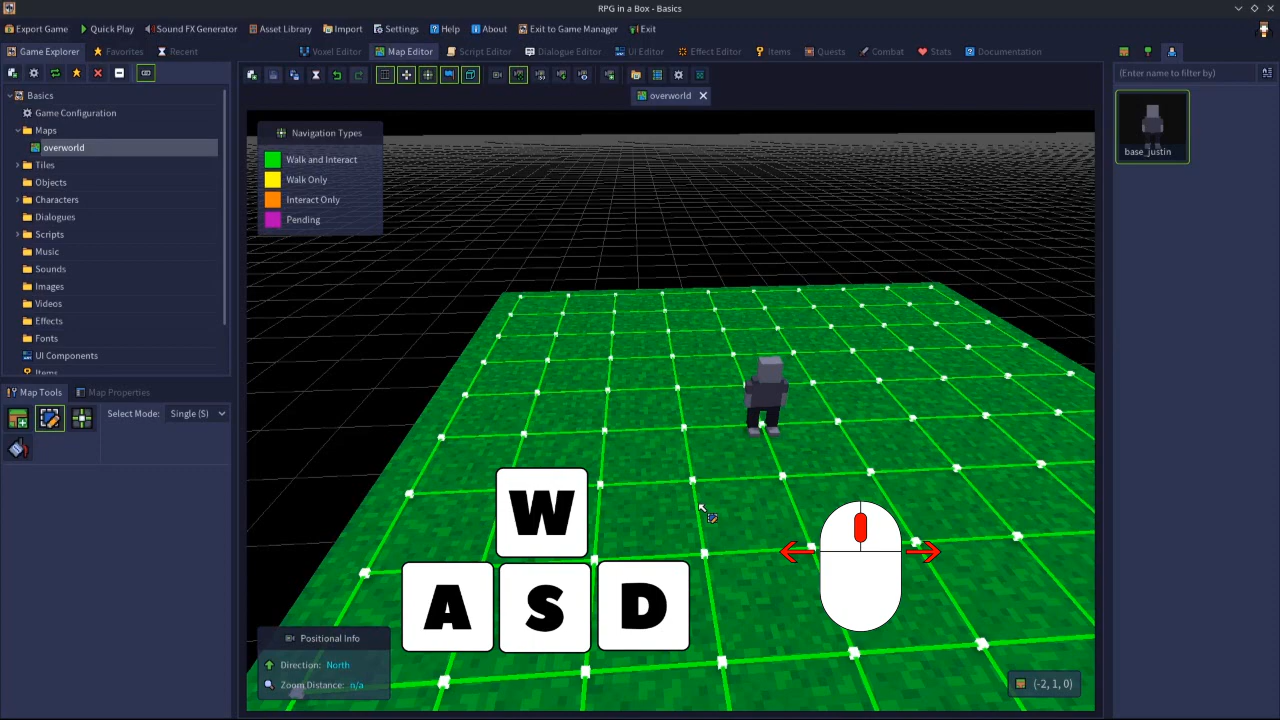 RPG in a Box - Basics
Export Game Quick Play Sound FX Generator Asset Library Import Settings Help About Exit to Game Manager Exit
Game Explorer Favorites Recent
Voxel Editor Map Editor Script Editor Dialogue Editor UI Editor Effect Editor Items Quests Combat Stats Documentation
(Enter name to filter by)
overworld
Basics
Game Configuration
Maps
overworld
Tiles
Objects
Characters
Dialogues
Scripts
Music
Sounds
Images
Videos
Effects
Fonts
UI Components
Items
Navigation Types
Walk and Interact
Walk Only
Interact Only
Pending
base_justin
Map Tools Map Properties
Select Mode: Single (S)
W
A S D
Positional Info
Direction: North
Zoom Distance: n/a
(-2, 1, 0)